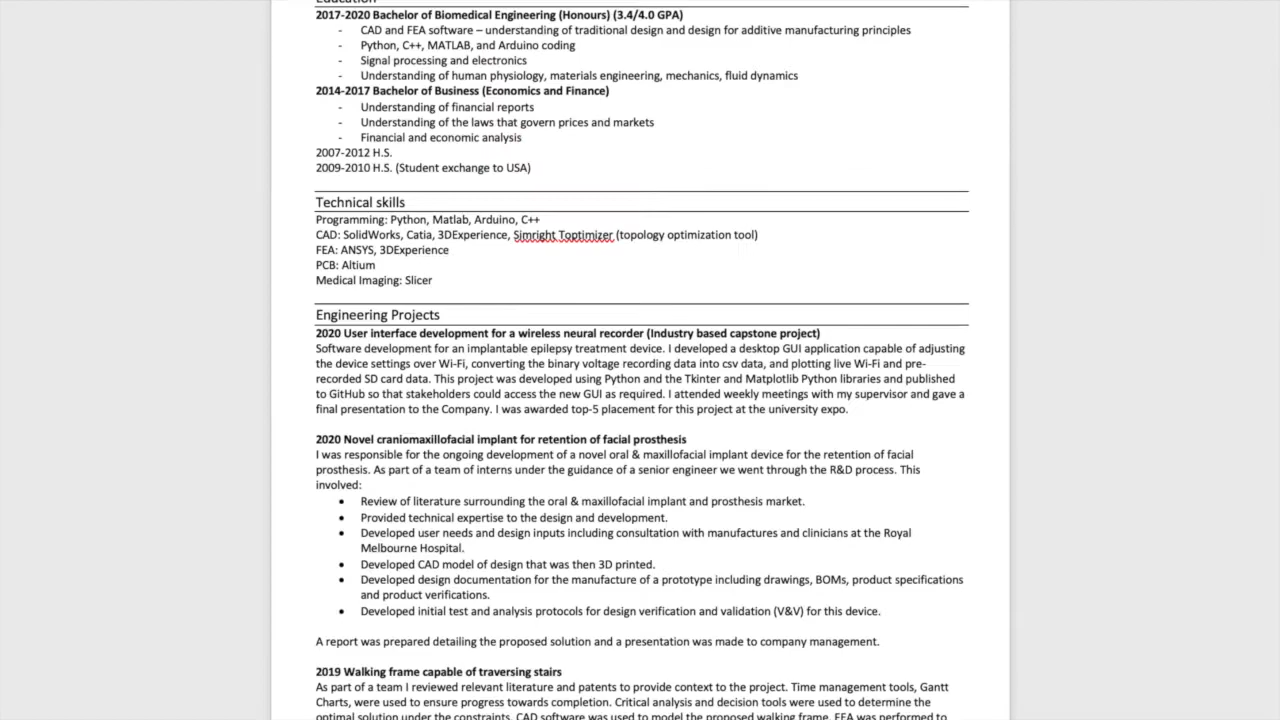 Education
2017-2020 Bachelor of Biomedical Engineering (Honours) (3.4/4.0 GPA)
- CAD and FEA software – understanding of traditional design and design for additive manufacturing principles
- Python, C++, MATLAB, and Arduino coding
- Signal processing and electronics
- Understanding of human physiology, materials engineering, mechanics, fluid dynamics
2014-2017 Bachelor of Business (Economics and Finance)
- Understanding of financial reports
- Understanding of the laws that govern prices and markets
- Financial and economic analysis
2007-2012 H.S.
2009-2010 H.S. (Student exchange to USA)
Technical skills
Programming: Python, Matlab, Arduino, C++
CAD: SolidWorks, Catia, 3DExperience, Simright Toptimizer (topology optimization tool)
FEA: ANSYS, 3DExperience
PCB: Altium
Medical Imaging: Slicer
Engineering Projects
2020 User interface development for a wireless neural recorder (Industry based capstone project)
Software development for an implantable epilepsy treatment device. I developed a desktop GUI application capable of adjusting
the device settings over Wi-Fi, converting the binary voltage recording data into csv data, and plotting live Wi-Fi and pre-
recorded SD card data. This project was developed using Python and the Tkinter and Matplotlib Python libraries and published
to GitHub so that stakeholders could access the new GUI as required. I attended weekly meetings with my supervisor and gave a
final presentation to the Company. I was awarded top-5 placement for this project at the university expo.
2020 Novel craniomaxillofacial implant for retention of facial prosthesis
I was responsible for the ongoing development of a novel oral & maxillofacial implant device for the retention of facial
prosthesis. As part of a team of interns under the guidance of a senior engineer we went through the R&D process. This
involved:
• Review of literature surrounding the oral & maxillofacial implant and prosthesis market.
• Provided technical expertise to the design and development.
• Developed user needs and design inputs including consultation with manufactures and clinicians at the Royal
Melbourne Hospital.
• Developed CAD model of design that was then 3D printed.
• Developed design documentation for the manufacture of a prototype including drawings, BOMs, product specifications
and product verifications.
• Developed initial test and analysis protocols for design verification and validation (V&V) for this device.
A report was prepared detailing the proposed solution and a presentation was made to company management.
2019 Walking frame capable of traversing stairs
As part of a team I reviewed relevant literature and patents to provide context to the project. Time management tools, Gantt
Charts, were used to ensure progress towards completion. Critical analysis and decision tools were used to determine the
optimal solution under the constraints. CAD software was used to model the proposed walking frame. FEA was performed to